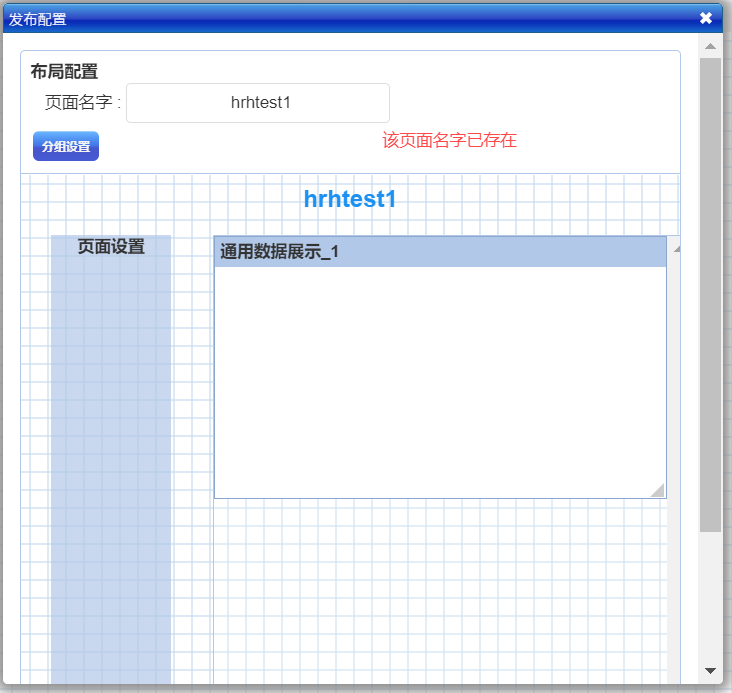 发布配置
布局配置
页面名字 : hrhtest1
分组设置 该页面名字已存在
hrhtest1
页面设置 通用数据展示_1